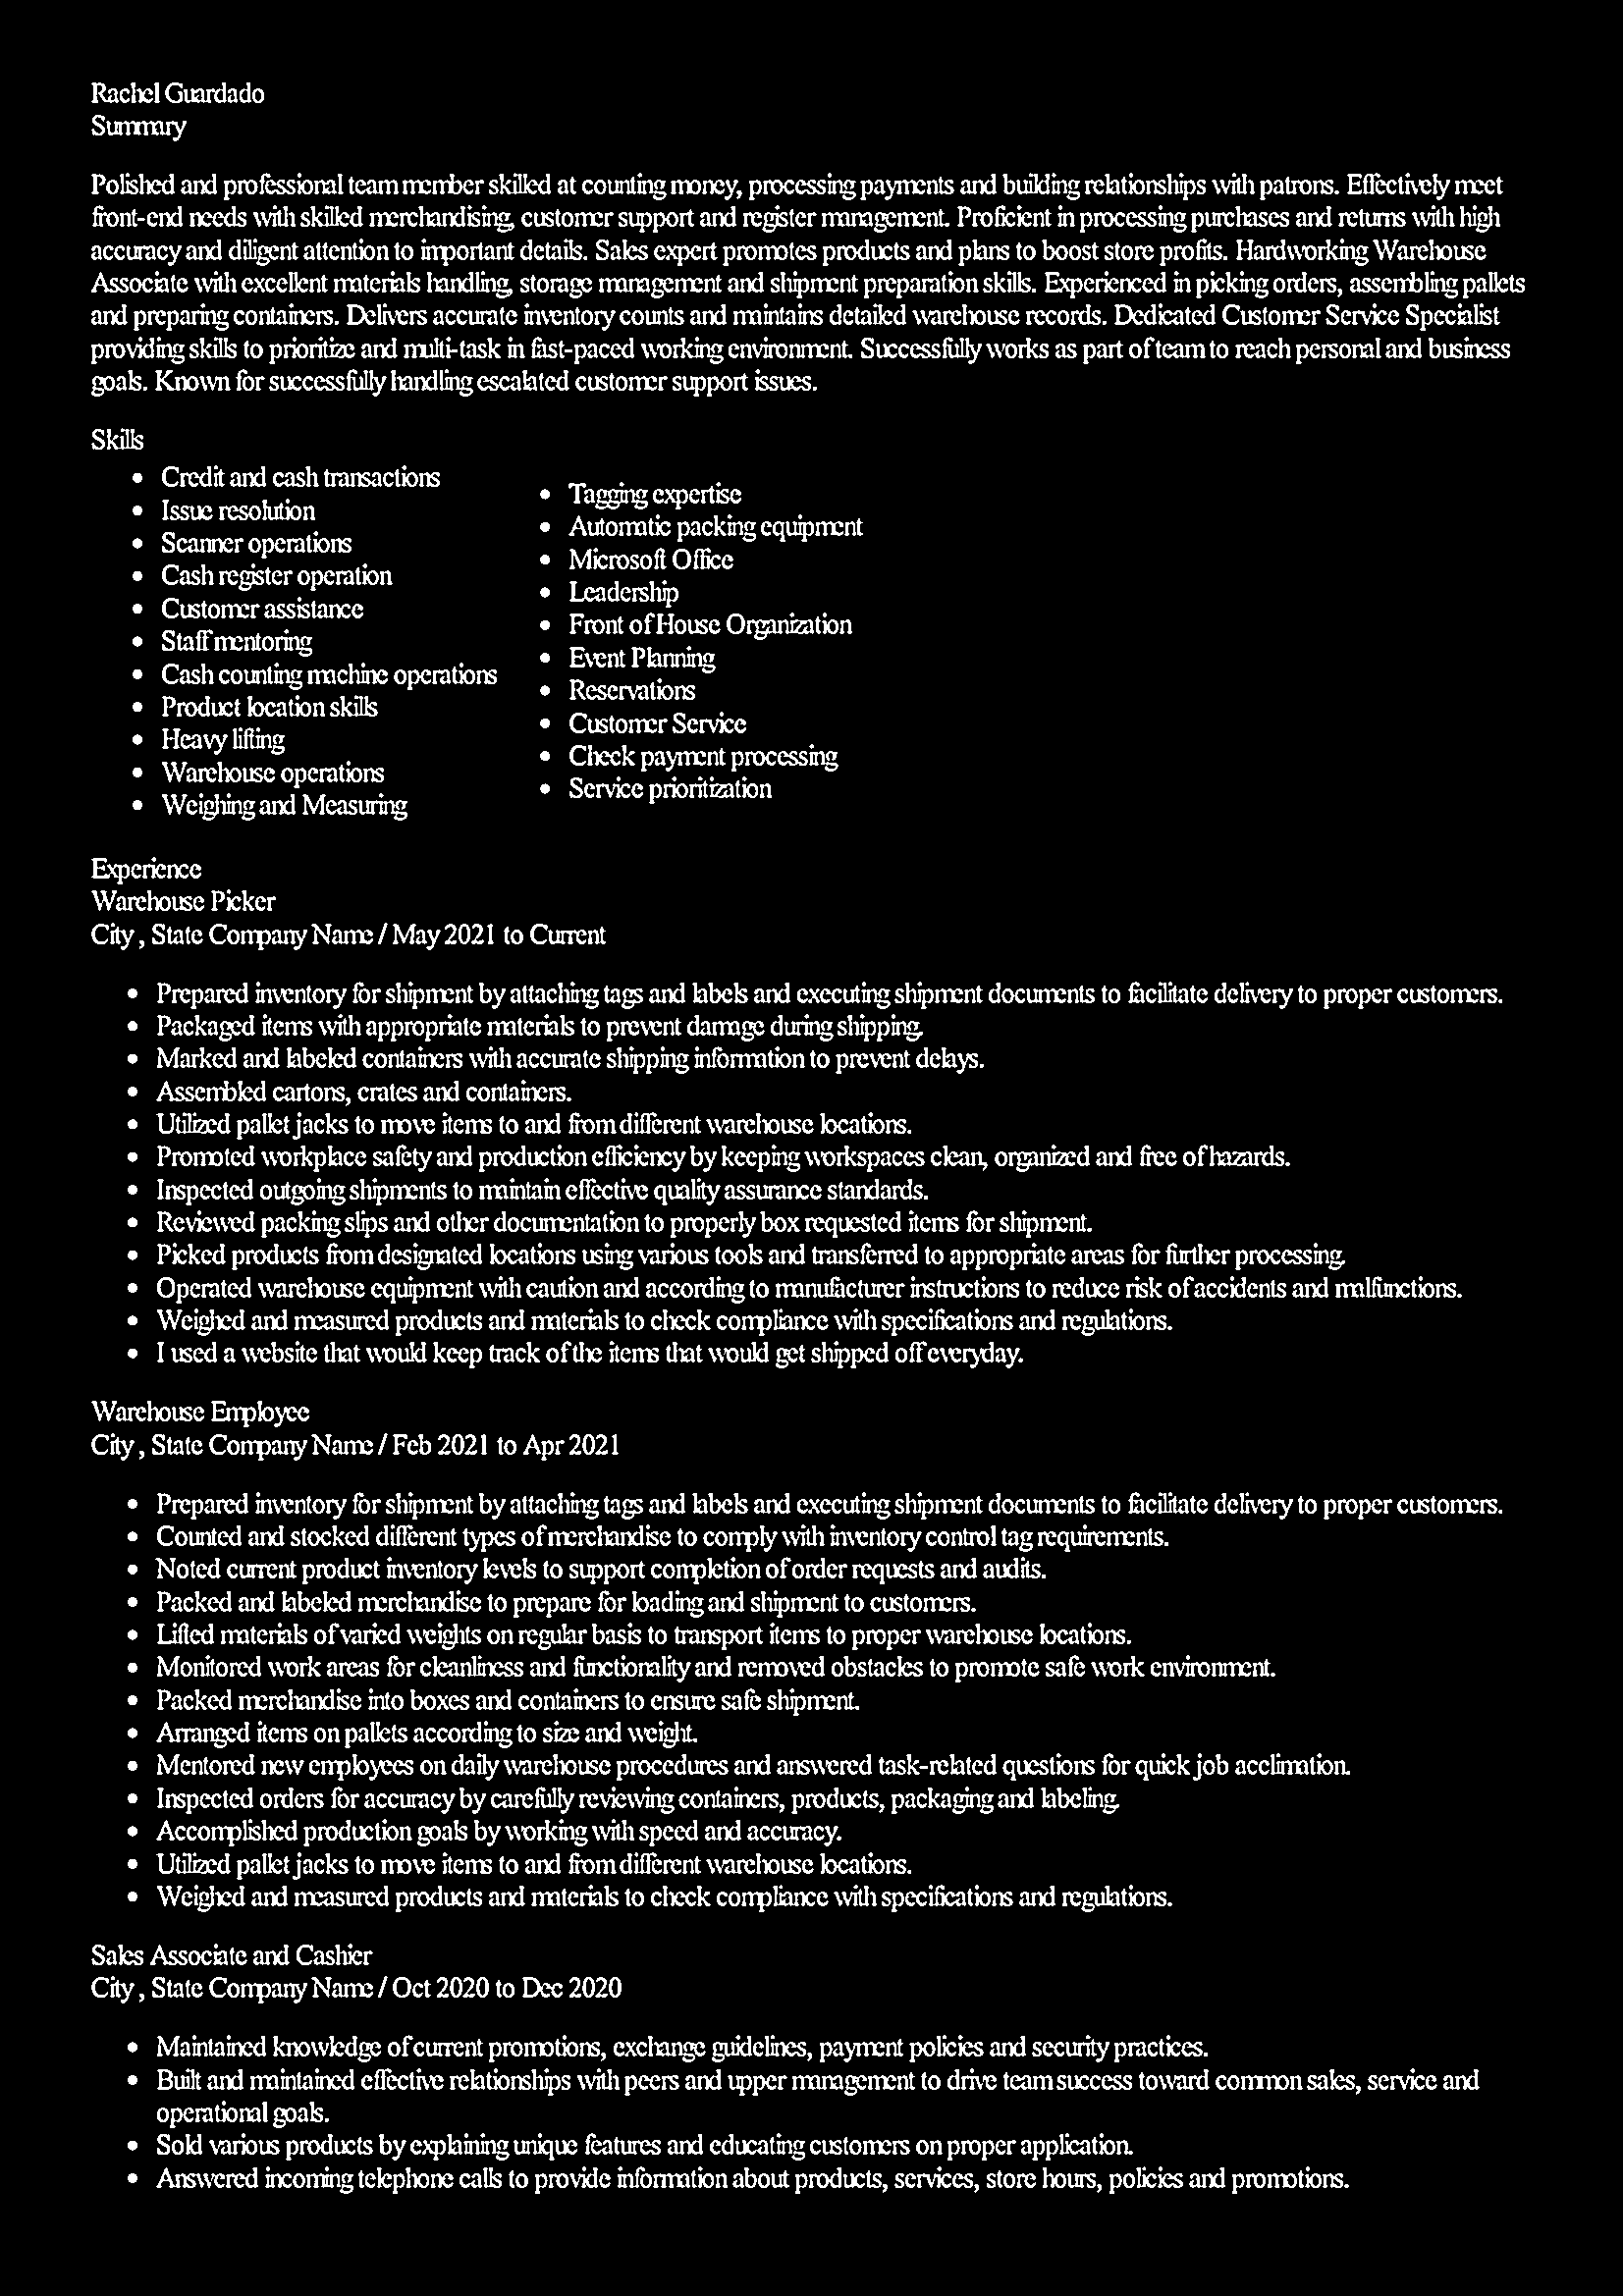 Rachel Guardado
Summary
Polished and professional team member skilled at counting money, processing payments and building relationships with patrons. Effectively meet
front-end needs with skilled merchandising, customer support and register management. Proficient in processing purchases and returns with high
accuracy and diligent attention to important details. Sales expert promotes products and plans to boost store profits. Hardworking Warehouse
Associate with excellent materials handling, storage management and shipment preparation skills. Experienced in picking orders, assembling pallets
and preparing containers. Delivers accurate inventory counts and maintains detailed warehouse records. Dedicated Customer Service Specialist
providing skills to prioritize and multi-task in fast-paced working environment. Successfully works as part of team to reach personal and business
goals. Known for successfully handling escalated customer support issues.
Skills
• Credit and cash transactions
• Issue resolution
• Scanner operations
• Cash register operation
• Customer assistance
• Staff mentoring
• Cash counting machine operations
• Product location skills
• Heavy lifting
• Warehouse operations
• Weighing and Measuring
• Tagging expertise
• Automatic packing equipment
• Microsoft Office
• Leadership
• Front of House Organization
• Event Planning
• Reservations
• Customer Service
• Check payment processing
• Service prioritization
Experience
Warehouse Picker
City , State Company Name / May 2021 to Current
• Prepared inventory for shipment by attaching tags and labels and executing shipment documents to facilitate delivery to proper customers.
• Packaged items with appropriate materials to prevent damage during shipping.
• Marked and labeled containers with accurate shipping information to prevent delays.
• Assembled cartons, crates and containers.
• Utilized pallet jacks to move items to and from different warehouse locations.
• Promoted workplace safety and production efficiency by keeping workspaces clean, organized and free of hazards.
• Inspected outgoing shipments to maintain effective quality assurance standards.
• Reviewed packing slips and other documentation to properly box requested items for shipment.
• Picked products from designated locations using various tools and transferred to appropriate areas for further processing.
• Operated warehouse equipment with caution and according to manufacturer instructions to reduce risk of accidents and malfunctions.
• Weighed and measured products and materials to check compliance with specifications and regulations.
• I used a website that would keep track of the items that would get shipped off everyday.
Warehouse Employee
City , State Company Name / Feb 2021 to Apr 2021
• Prepared inventory for shipment by attaching tags and labels and executing shipment documents to facilitate delivery to proper customers.
• Counted and stocked different types of merchandise to comply with inventory control tag requirements.
• Noted current product inventory levels to support completion of order requests and audits.
• Packed and labeled merchandise to prepare for loading and shipment to customers.
• Lifted materials of varied weights on regular basis to transport items to proper warehouse locations.
• Monitored work areas for cleanliness and functionality and removed obstacles to promote safe work environment.
• Packed merchandise into boxes and containers to ensure safe shipment.
• Arranged items on pallets according to size and weight.
• Mentored new employees on daily warehouse procedures and answered task-related questions for quick job acclimation.
• Inspected orders for accuracy by carefully reviewing containers, products, packaging and labeling.
• Accomplished production goals by working with speed and accuracy.
• Utilized pallet jacks to move items to and from different warehouse locations.
• Weighed and measured products and materials to check compliance with specifications and regulations.
Sales Associate and Cashier
City , State Company Name / Oct 2020 to Dec 2020
• Maintained knowledge of current promotions, exchange guidelines, payment policies and security practices.
• Built and maintained effective relationships with peers and upper management to drive team success toward common sales, service and
operational goals.
• Sold various products by explaining unique features and educating customers on proper application.
• Answered incoming telephone calls to provide information about products, services, store hours, policies and promotions.